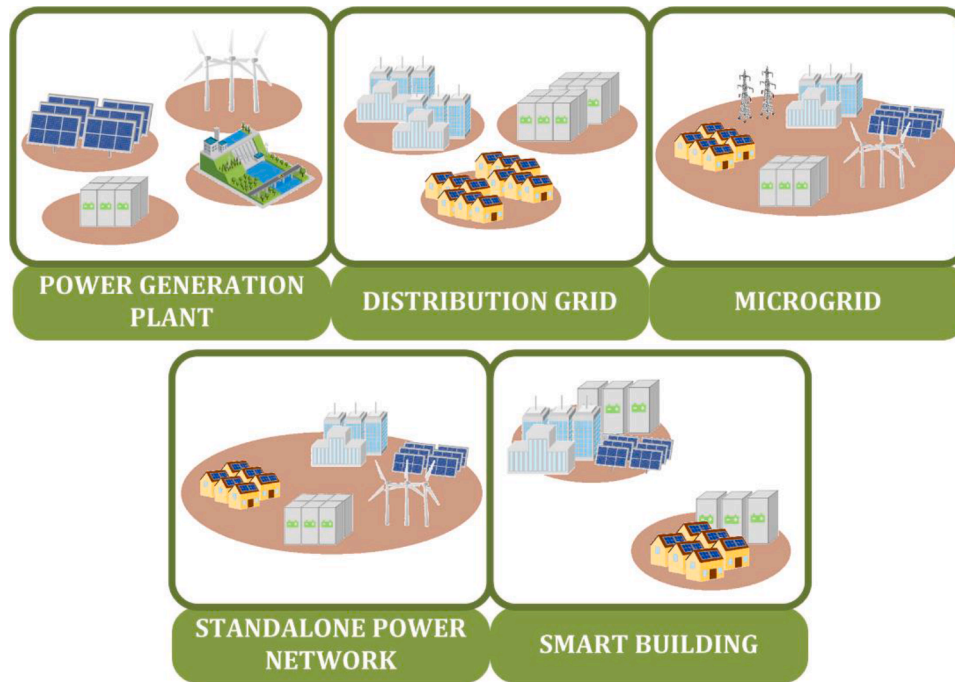 POWER GENERATION
PLANT
DISTRIBUTION GRID
MICROGRID
STANDALONE POWER
NETWORK
SMART BUILDING